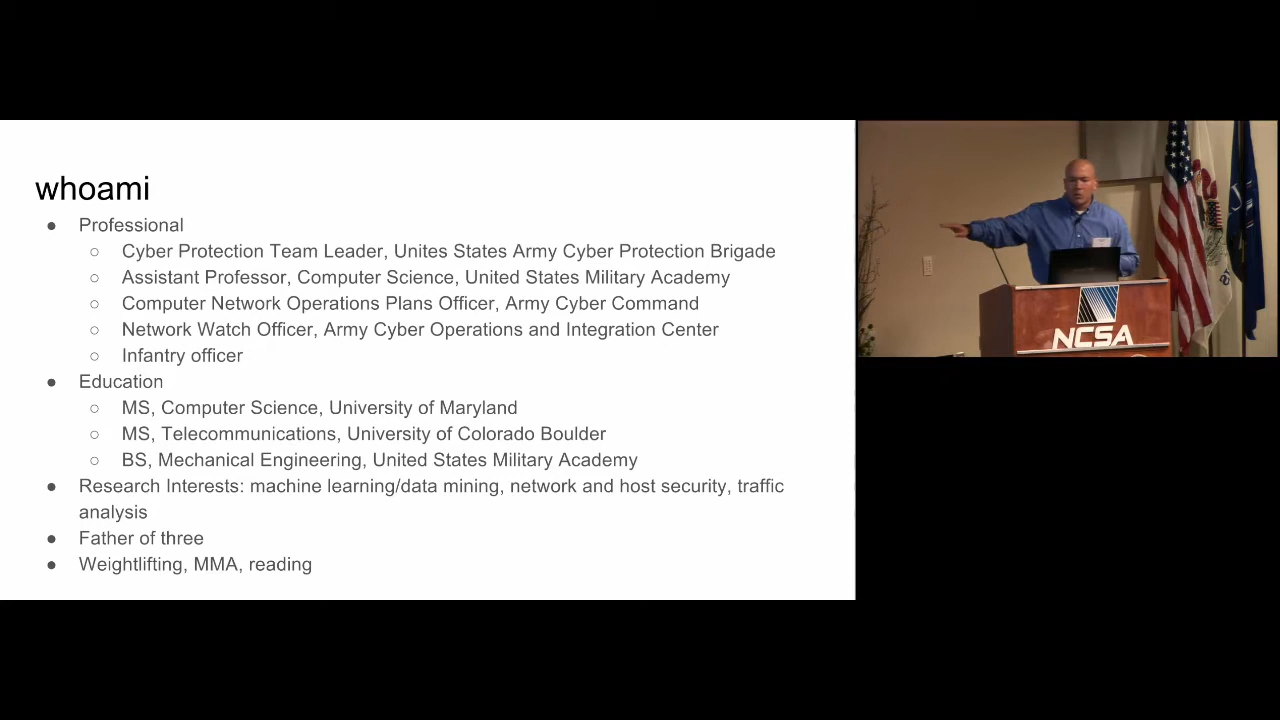 whoami
● Professional
○ Cyber Protection Team Leader, Unites States Army Cyber Protection Brigade
○ Assistant Professor, Computer Science, United States Military Academy
○ Computer Network Operations Plans Officer, Army Cyber Command
○ Network Watch Officer, Army Cyber Operations and Integration Center
○ Infantry officer
● Education
○ MS, Computer Science, University of Maryland
○ MS, Telecommunications, University of Colorado Boulder
○ BS, Mechanical Engineering, United States Military Academy
● Research Interests: machine learning/data mining, network and host security, traffic
analysis
● Father of three
● Weightlifting, MMA, reading
NCSA